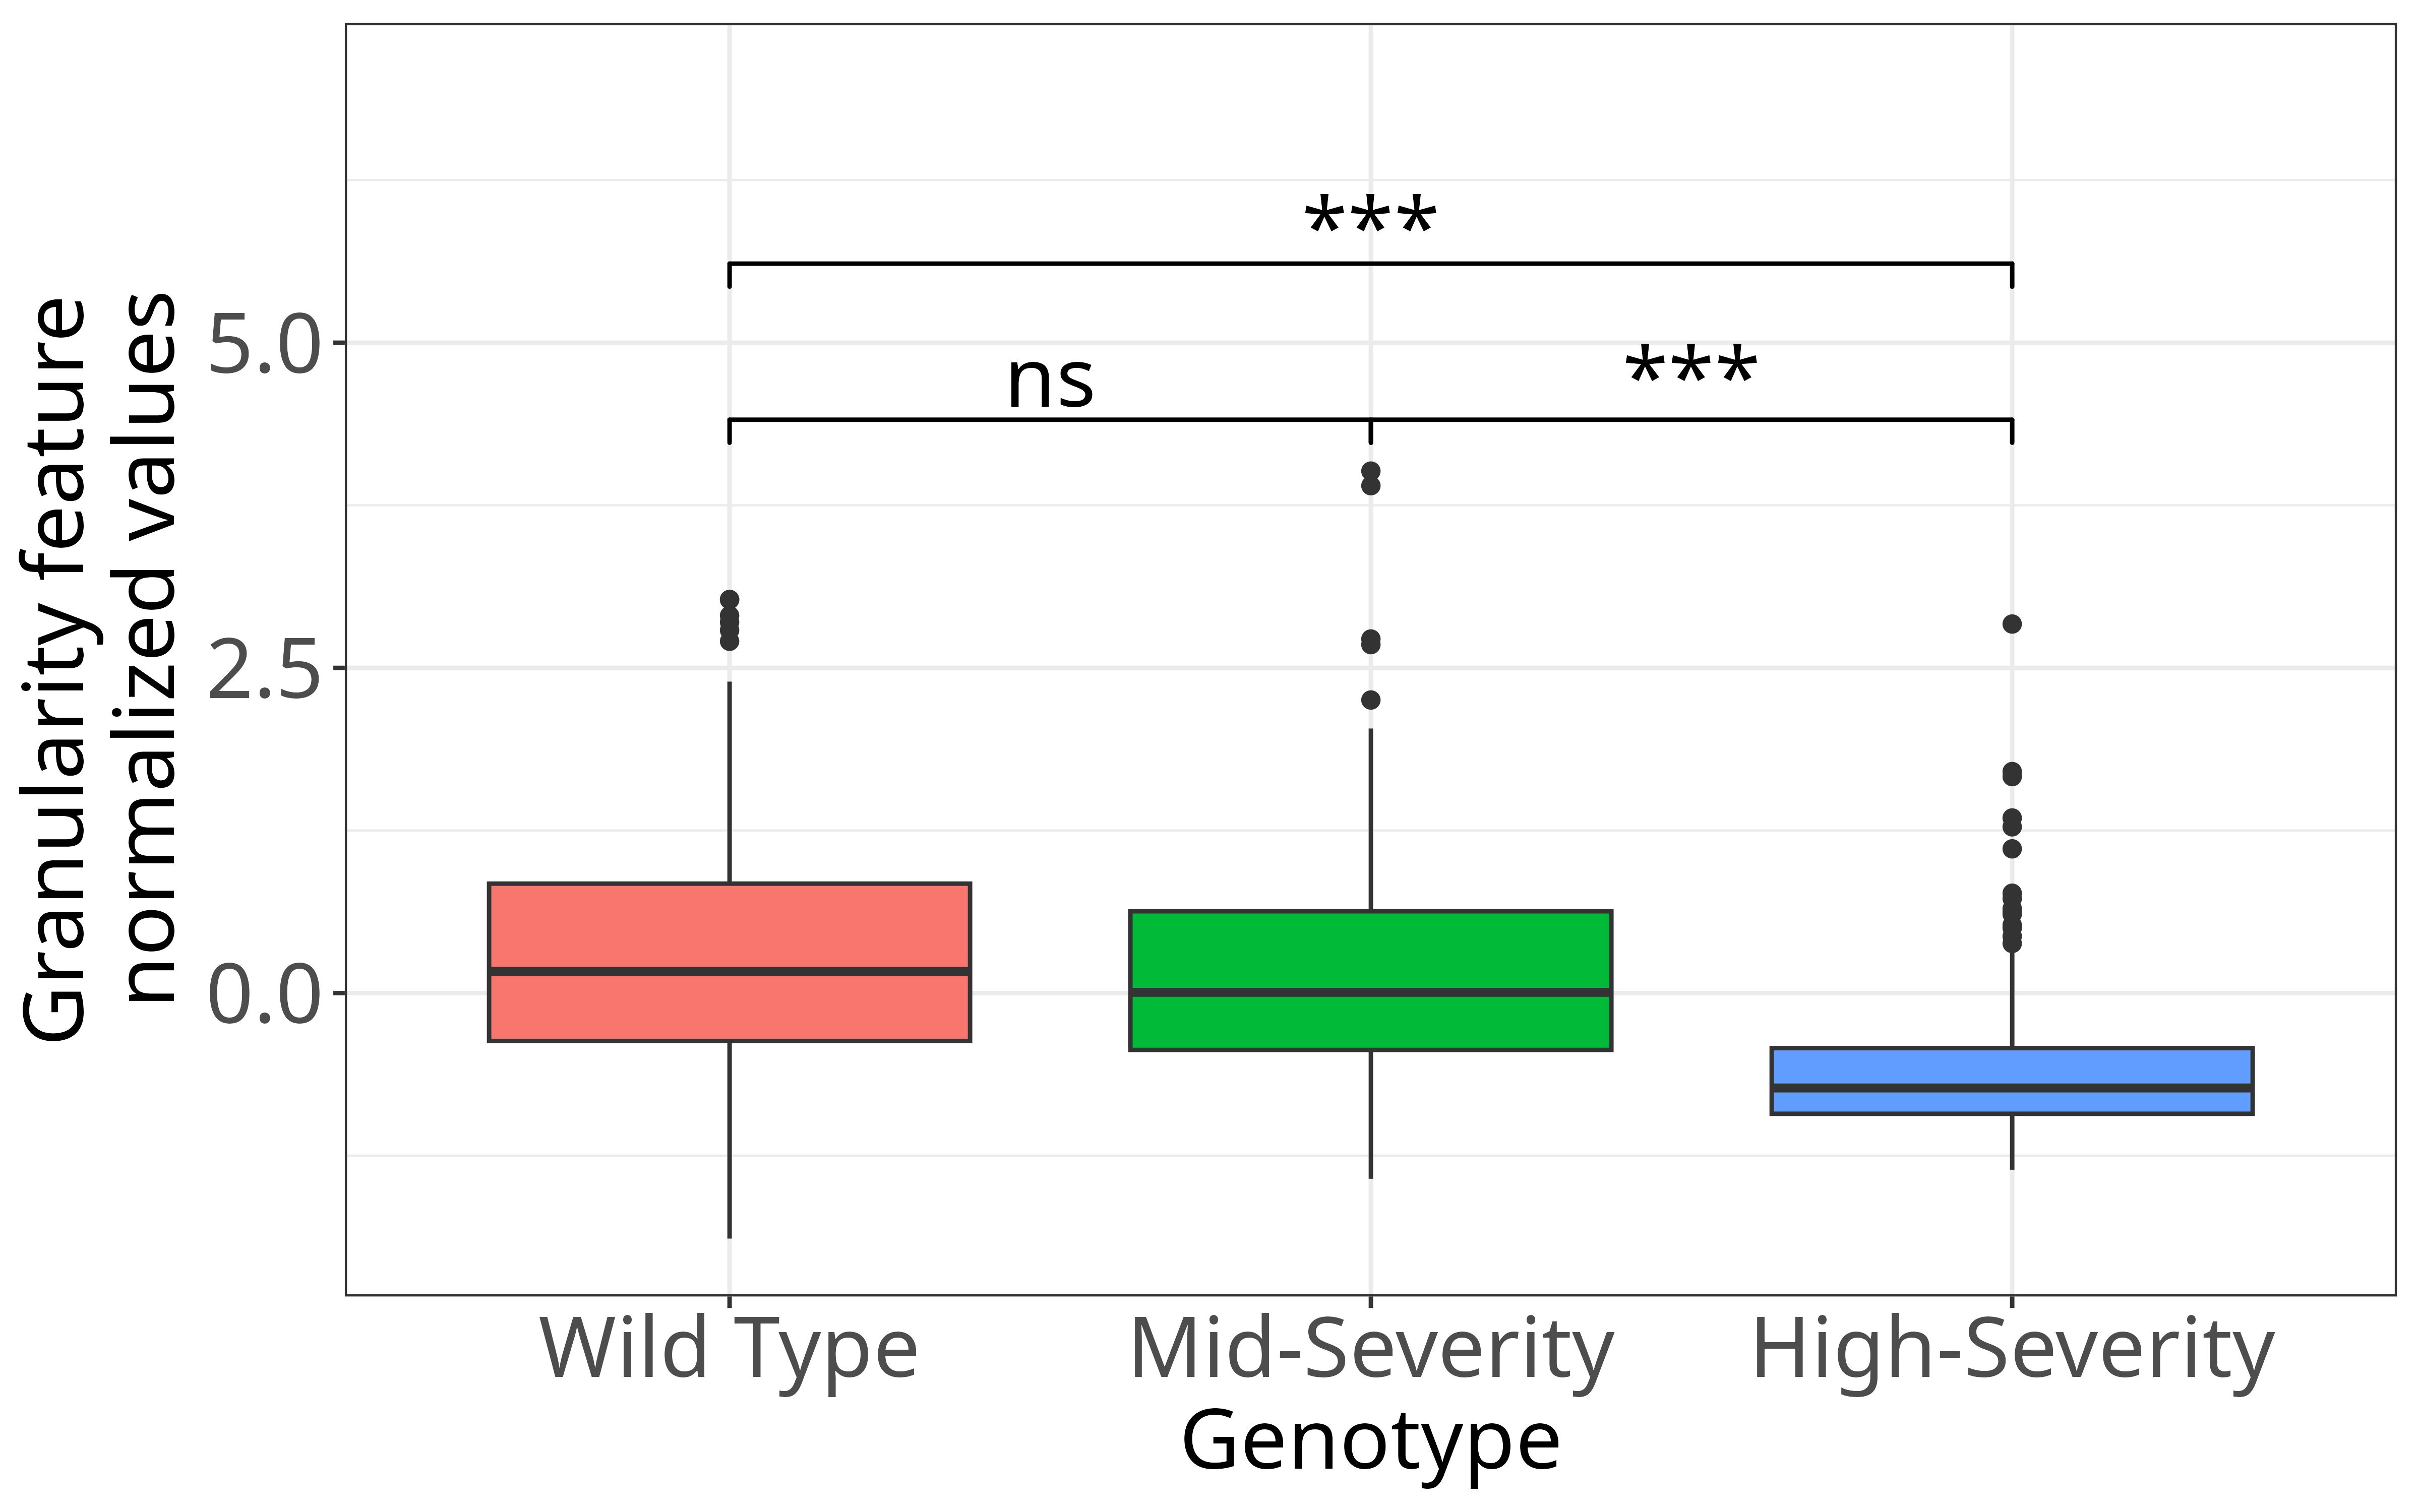 Granularity feature
normalized values
5.0
2.5
0.0
***
ns
***
Wild Type
Mid-Severity
High-Severity
Genotype